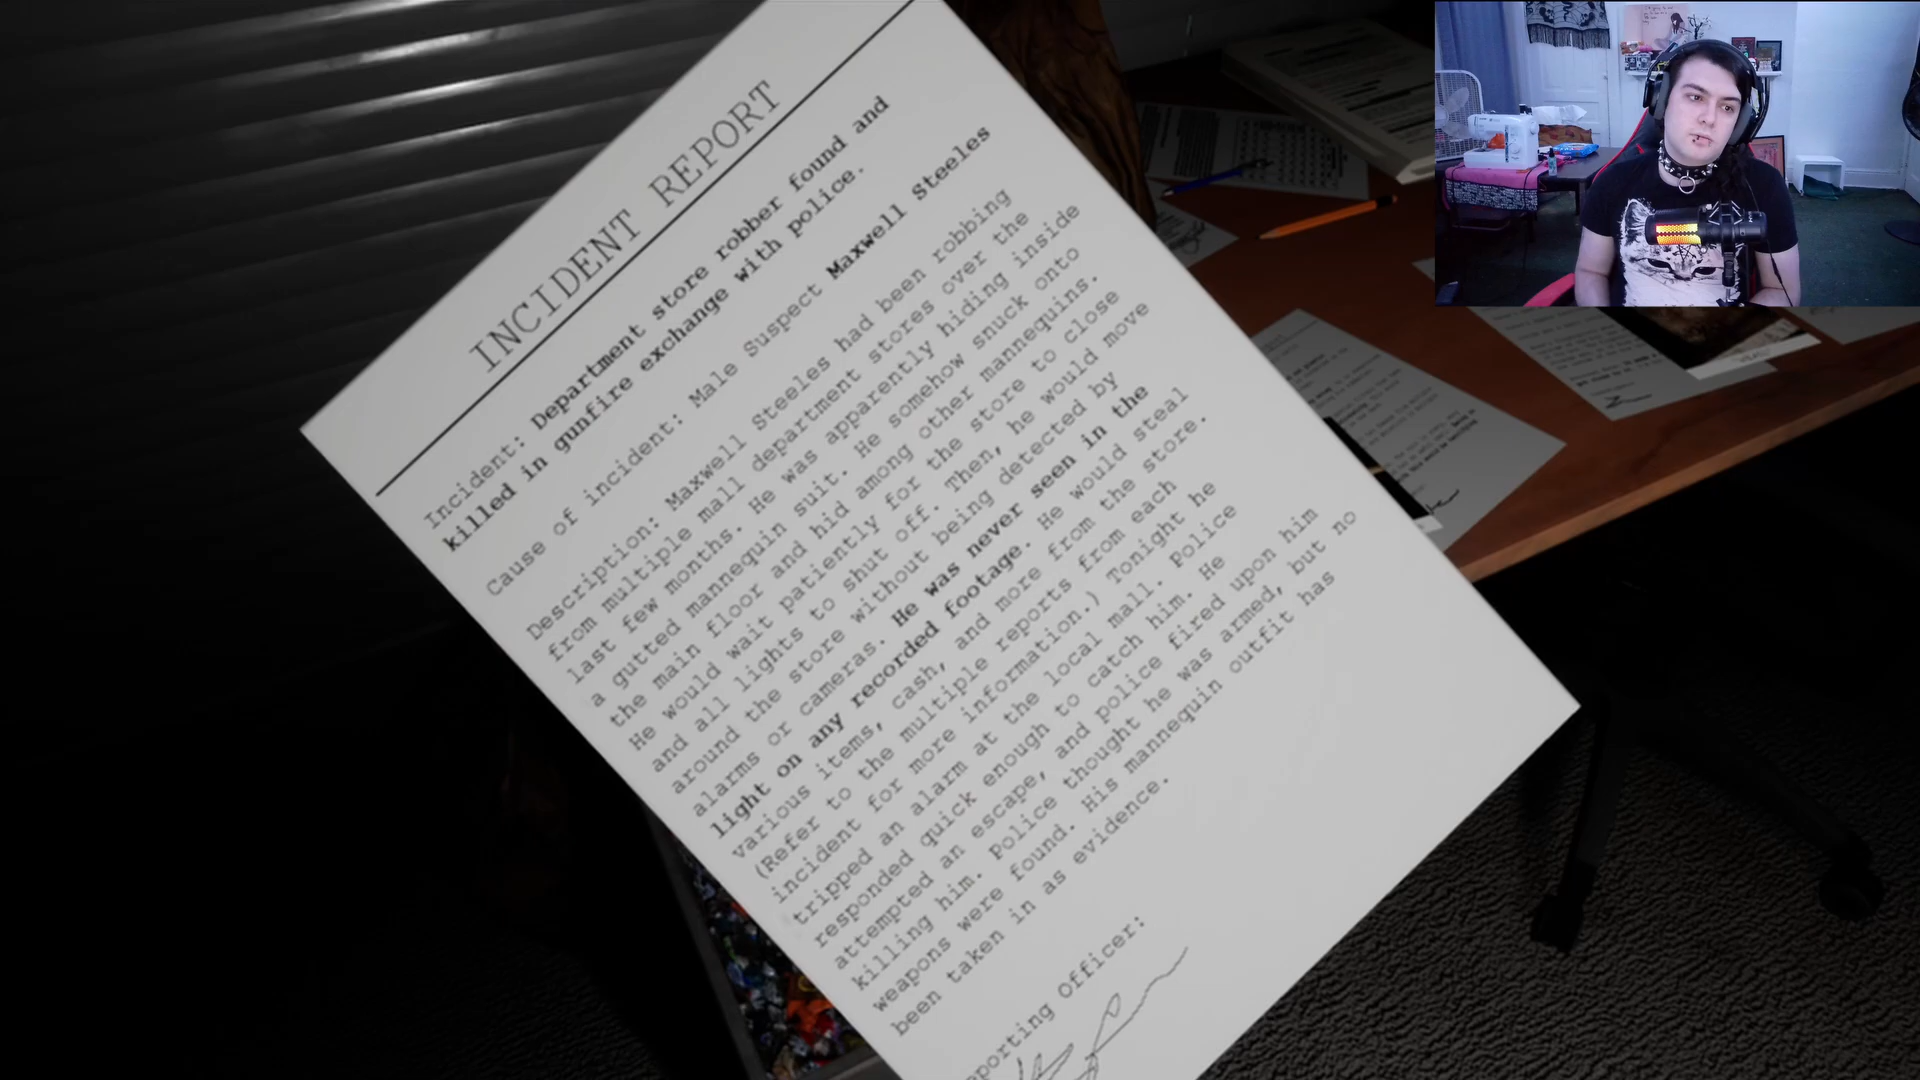 INCIDENT REPORT
Incident: Department store robber found and
killed in gunfire exchange with police.
Cause of incident: Male Suspect Maxwell Steeles
Description: Maxwell Steeles had been robbing
from multiple mall department stores over the
last few months. He was apparently hiding inside
a gutted mannequin suit. He somehow snuck onto
the main floor and hid among other mannequins.
He would wait patiently for the store to close
and all lights to shut off. Then, he would move
around the store without being detected by
alarms or cameras. He was never seen in the
light on any recorded footage. He would steal
various items, cash, and more from the store.
(Refer to the multiple reports from each
incident for more information.) Tonight he
tripped an alarm at the local mall. Police
responded quick enough to catch him. He
attempted an escape, and police fired upon him
killing him. Police thought he was armed, but no
weapons were found. His mannequin outfit has
been taken in as evidence.
porting Officer: